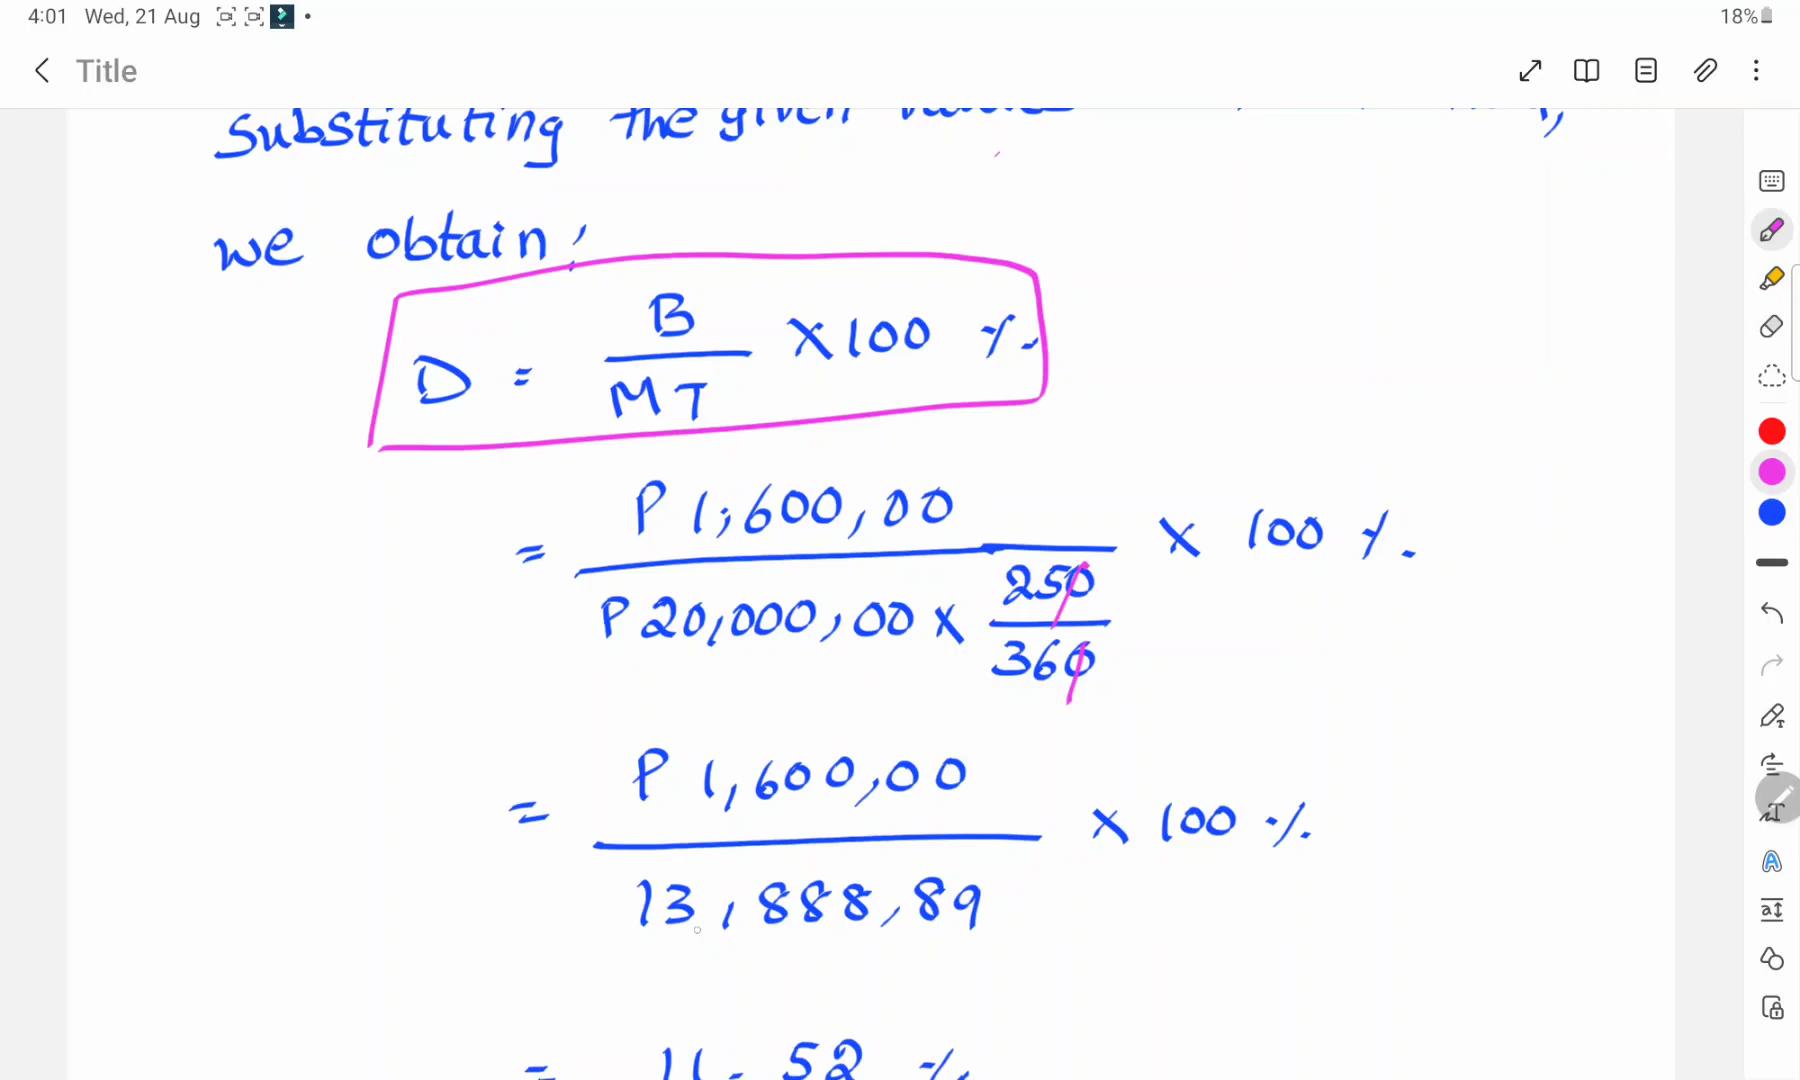 4:01 Wed, 21 Aug
18%
Title
Substituting the given
we obtain,
D = B / MT × 100 %
= P 1,600,00 / P 20,000,00 × 250 / 360 × 100 %
= P 1,600,00 / 13,888,89 × 100 %
= 11.52 %